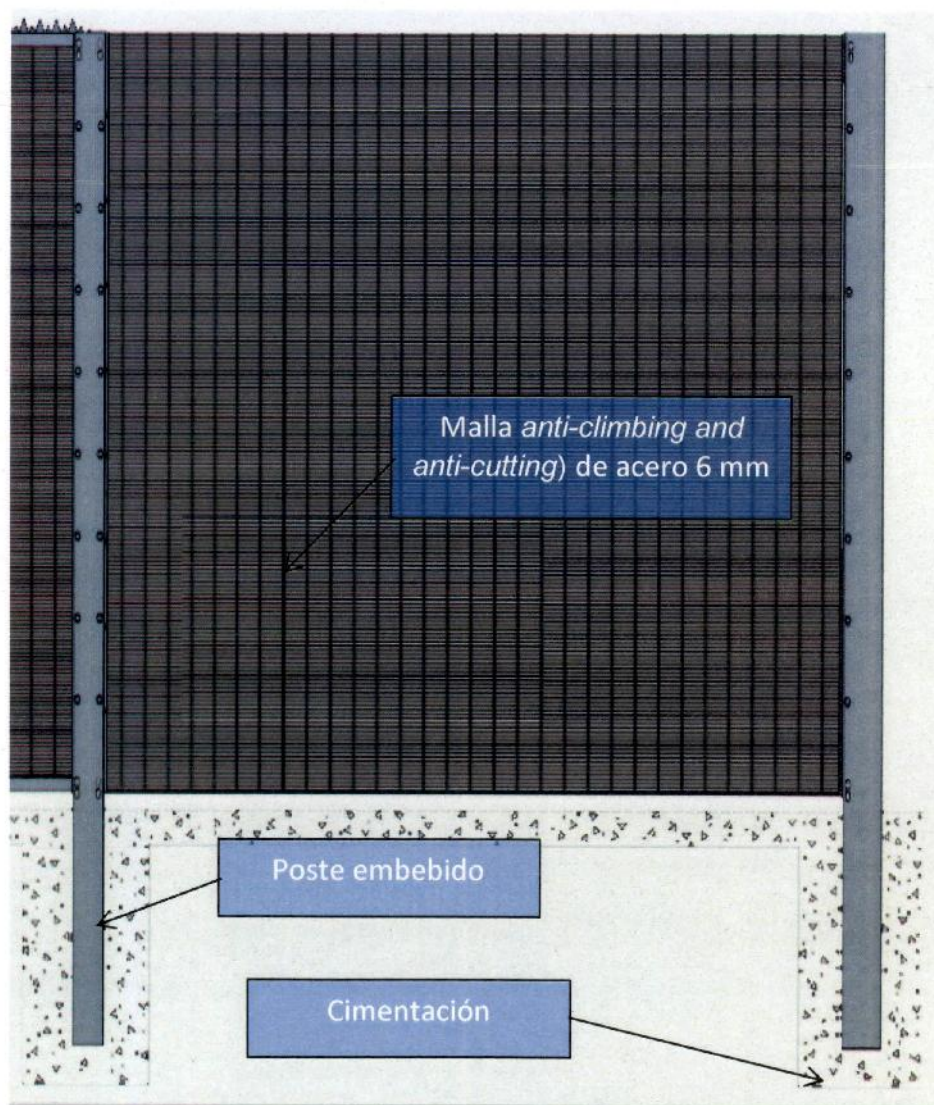 Malla anti-climbing and
anti-cutting) de acero 6 mm
Poste embebido
Cimentación